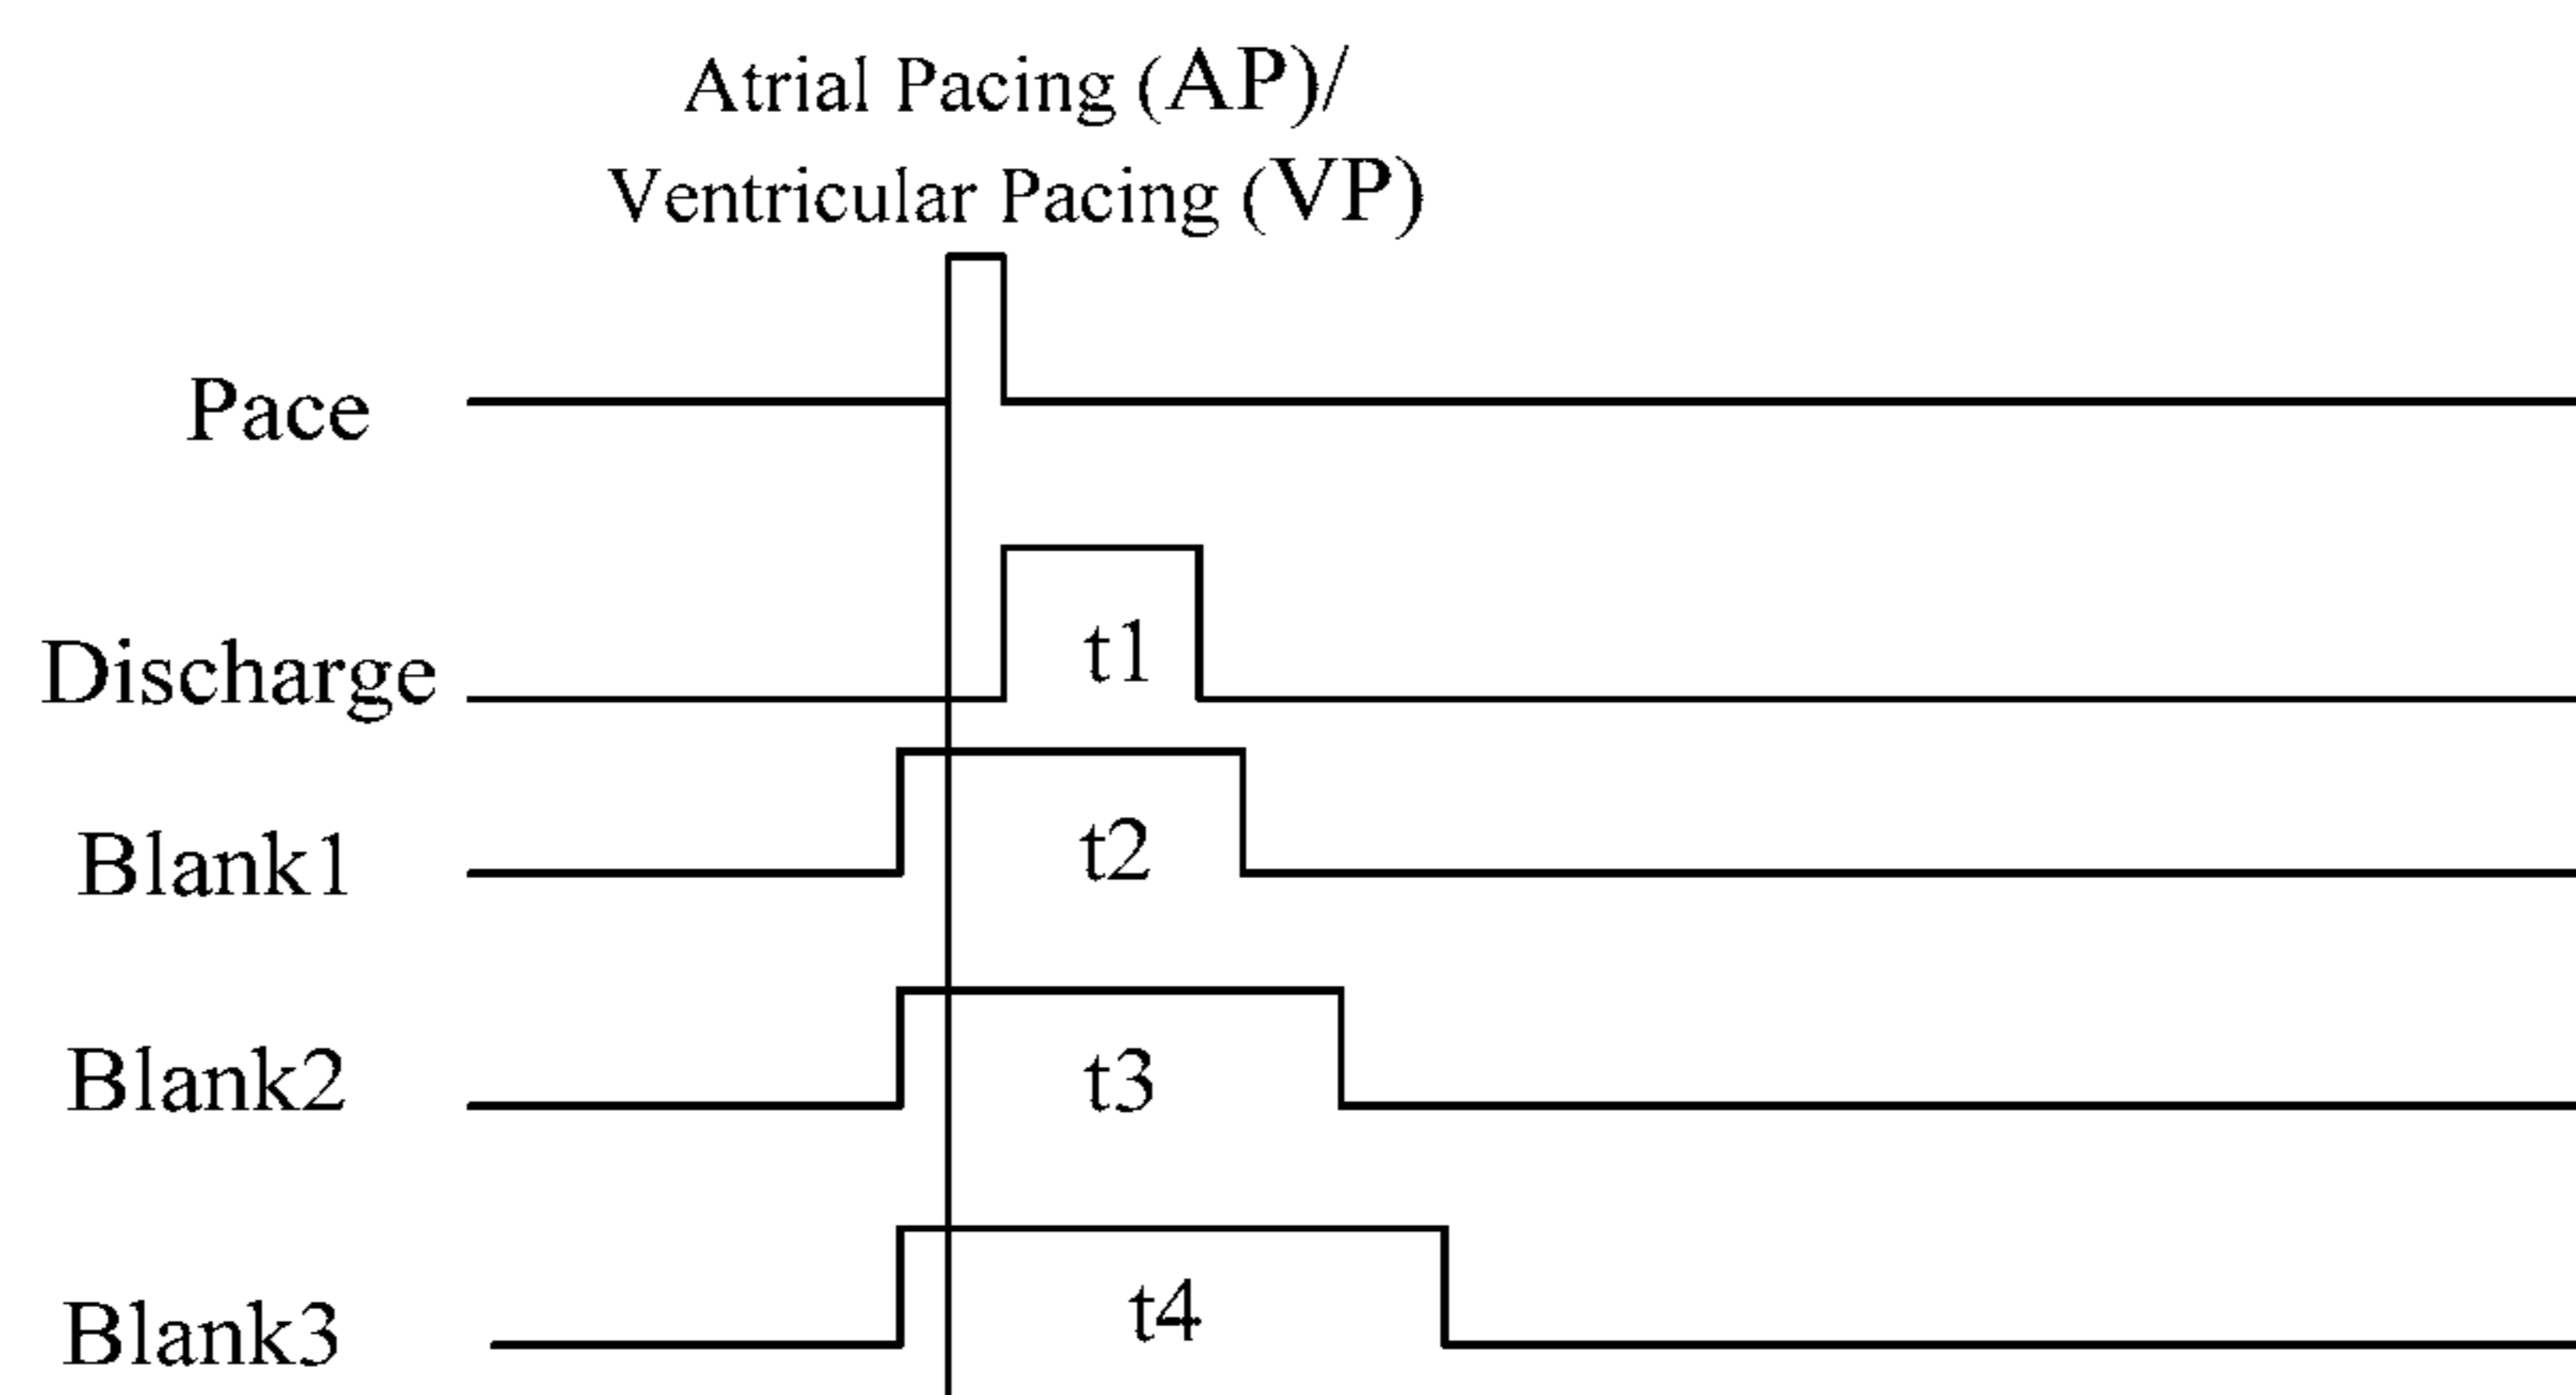 Atrial Pacing (AP)/
Ventricular Pacing (VP)
Pace
Discharge
t1
Blank1
t2
Blank2
t3
Blank3
t4